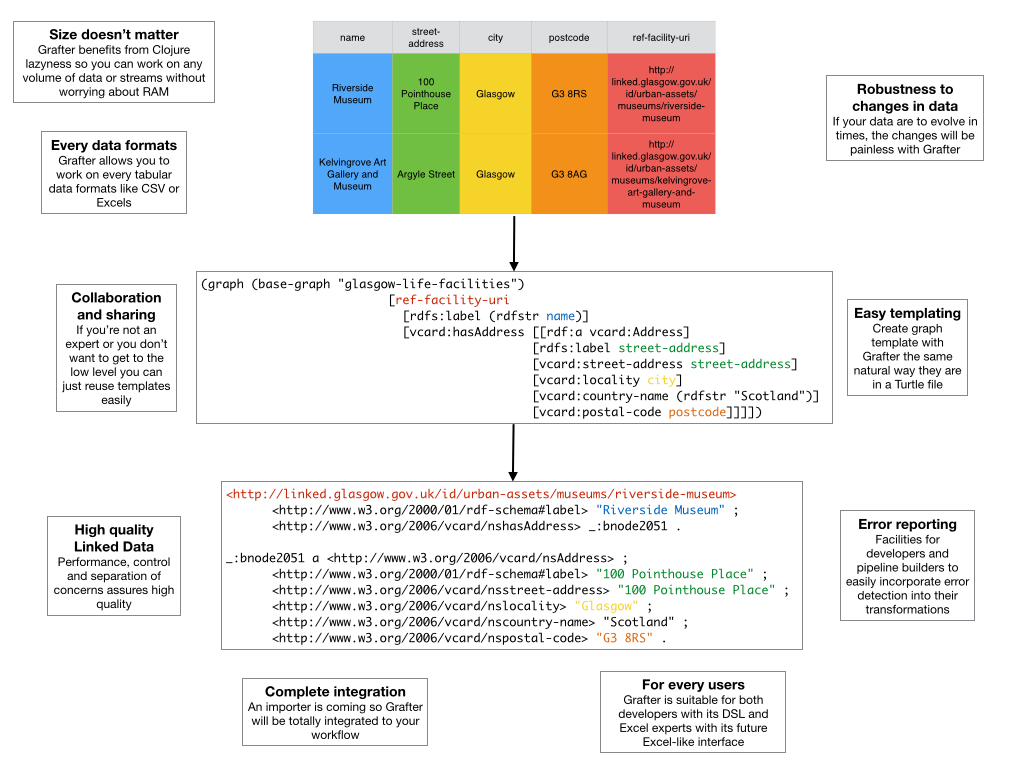 Size doesn't matter
Grafter benefits from Clojure
lazyness so you can work on any
volume of data or streams without
worrying about RAM
Every data formats
Grafter allows you to
work on every tabular
data formats like CSV or
Excels
name
street-
address
city
postcode
ref-facility-uri
Riverside
Museum
100
Pointhouse
Place
Glasgow
G3 8RS
http://
linked.glasgow.gov.uk/
id/urban-assets/
museums/riverside-
museum
Kelvingrove Art
Gallery and
Museum
Argyle Street
Glasgow
G3 8AG
http://
linked.glasgow.gov.uk/
id/urban-assets/
museums/kelvingrove-
art-gallery-and-
museum
Robustness to
changes in data
If your data are to evolve in
times, the changes will be
painless with Grafter
Collaboration
and sharing
If you're not an
expert or you don't
want to get to the
low level you can
just reuse templates
easily
(graph (base-graph "glasgow-life-facilities")
[ref-facility-uri
[rdfs:label (rdfstr name)]
[vcard:hasAddress [[rdf:a vcard:Address]
[rdfs:label street-address]
[vcard:street-address street-address]
[vcard:locality city]
[vcard:country-name (rdfstr "Scotland")]
[vcard:postal-code postcode]]]])
Easy templating
Create graph
template with
Grafter the same
natural way they are
in a Turtle file
High quality
Linked Data
Performance, control
and separation of
concerns assures high
quality
<http://linked.glasgow.gov.uk/id/urban-assets/museums/riverside-museum>
<http://www.w3.org/2000/01/rdf-schema#label> "Riverside Museum" ;
<http://www.w3.org/2006/vcard/nshasAddress> _:bnode2051 .
_:bnode2051 a <http://www.w3.org/2006/vcard/nsAddress> ;
<http://www.w3.org/2000/01/rdf-schema#label> "100 Pointhouse Place" ;
<http://www.w3.org/2006/vcard/nsstreet-address> "100 Pointhouse Place" ;
<http://www.w3.org/2006/vcard/nslocality> "Glasgow" ;
<http://www.w3.org/2006/vcard/nscountry-name> "Scotland" ;
<http://www.w3.org/2006/vcard/nspostal-code> "G3 8RS" .
Error reporting
Facilities for
developers and
pipeline builders to
easily incorporate error
detection into their
transformations
Complete integration
An importer is coming so Grafter
will be totally integrated to your
workflow
For every users
Grafter is suitable for both
developers with its DSL and
Excel experts with its future
Excel-like interface